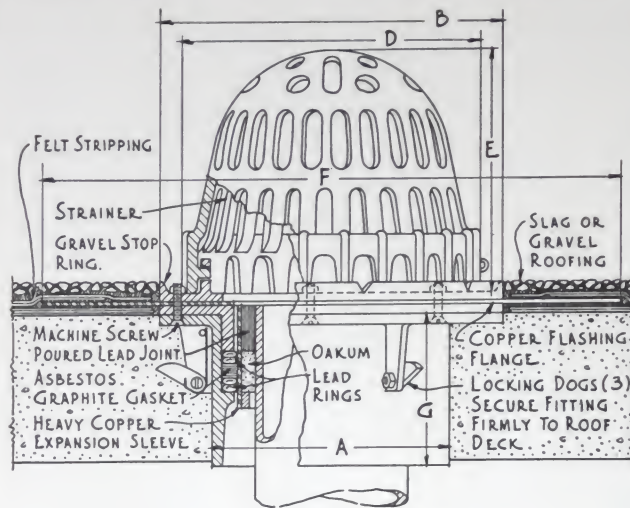 B
D
E
FELT STRIPPING
F
STRAINER
GRAVEL STOP
RING.
SLAG OR
GRAVEL
ROOFING
MACHINE SCREW
POURED LEAD JOINT
ASBESTOS
GRAPHITE GASKET
HEAVY COPPER
EXPANSION SLEEVE
OAKUM
LEAD
RINGS
A
G
COPPER FLASHING
FLANGE.
LOCKING DOGS (3)
SECURE FITTING
FIRMLY TO ROOF
DECK.